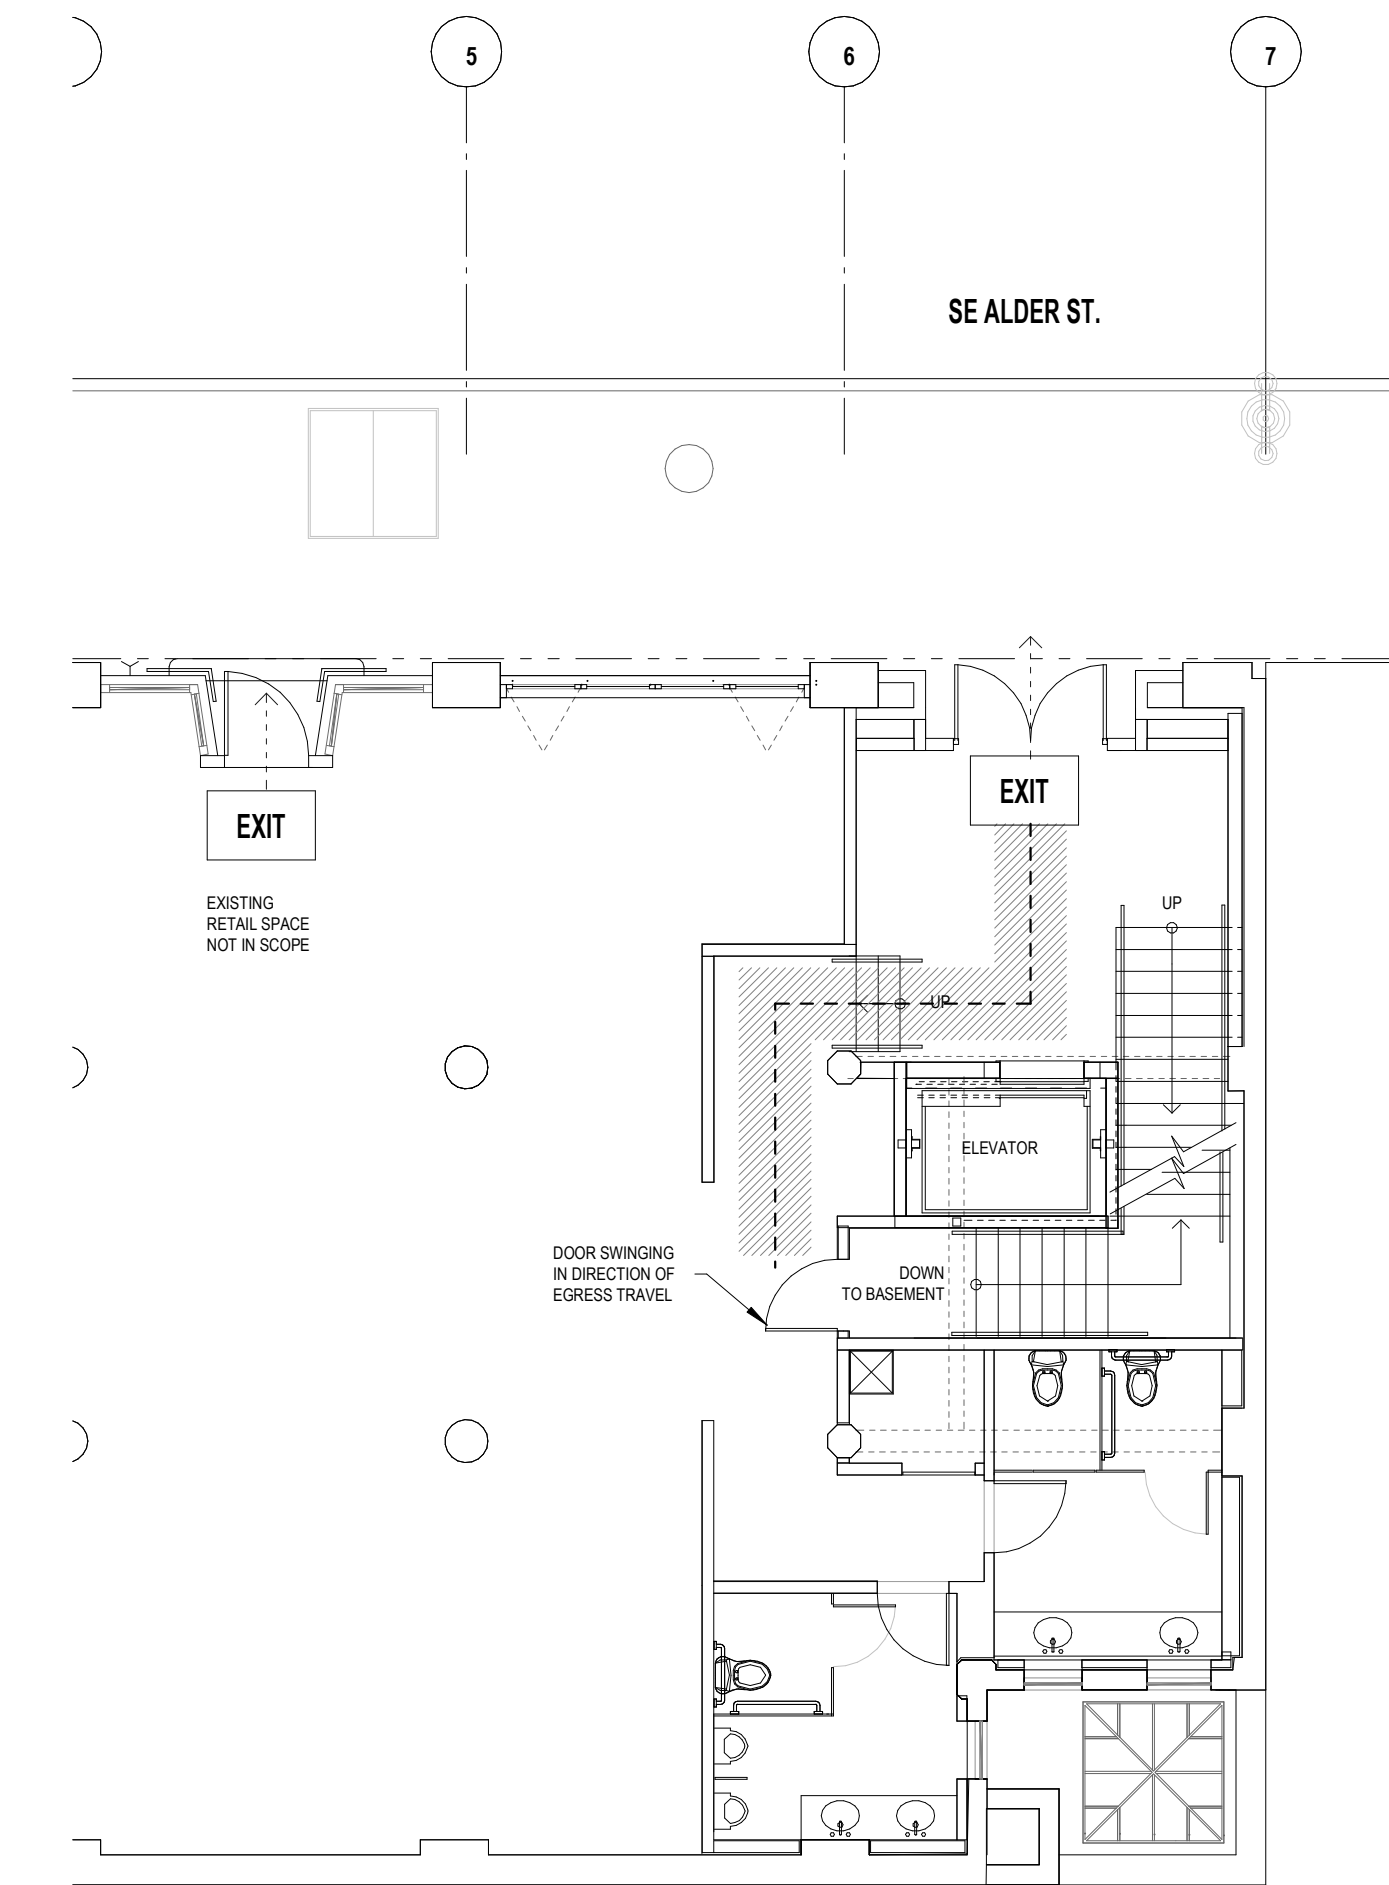 5
6
7
SE ALDER ST.
EXIT
EXIT
EXISTING
RETAIL SPACE
NOT IN SCOPE
UP
UP
ELEVATOR
DOOR SWINGING
IN DIRECTION OF
EGRESS TRAVEL
DOWN
TO BASEMENT